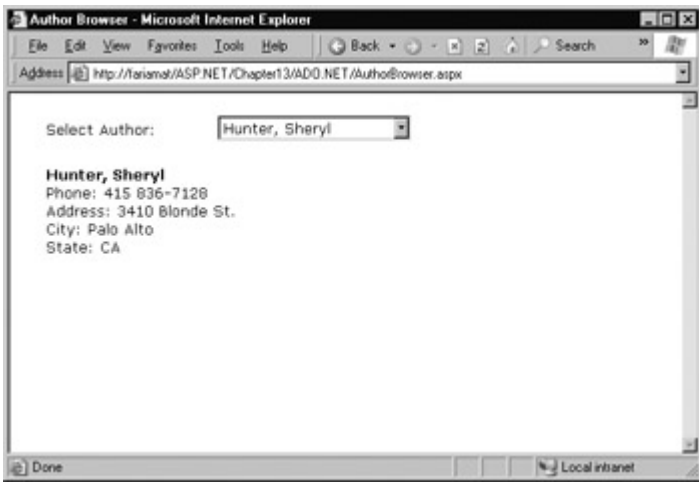 Author Browser - Microsoft Internet Explorer
File Edit View Favorites Tools Help Back Search »
Address http://fariamat/ASP.NET/Chapter13/ADO.NET/AuthorBrowser.aspx
Select Author: Hunter, Sheryl
Hunter, Sheryl
Phone: 415 836-7128
Address: 3410 Blonde St.
City: Palo Alto
State: CA
Done Local intranet